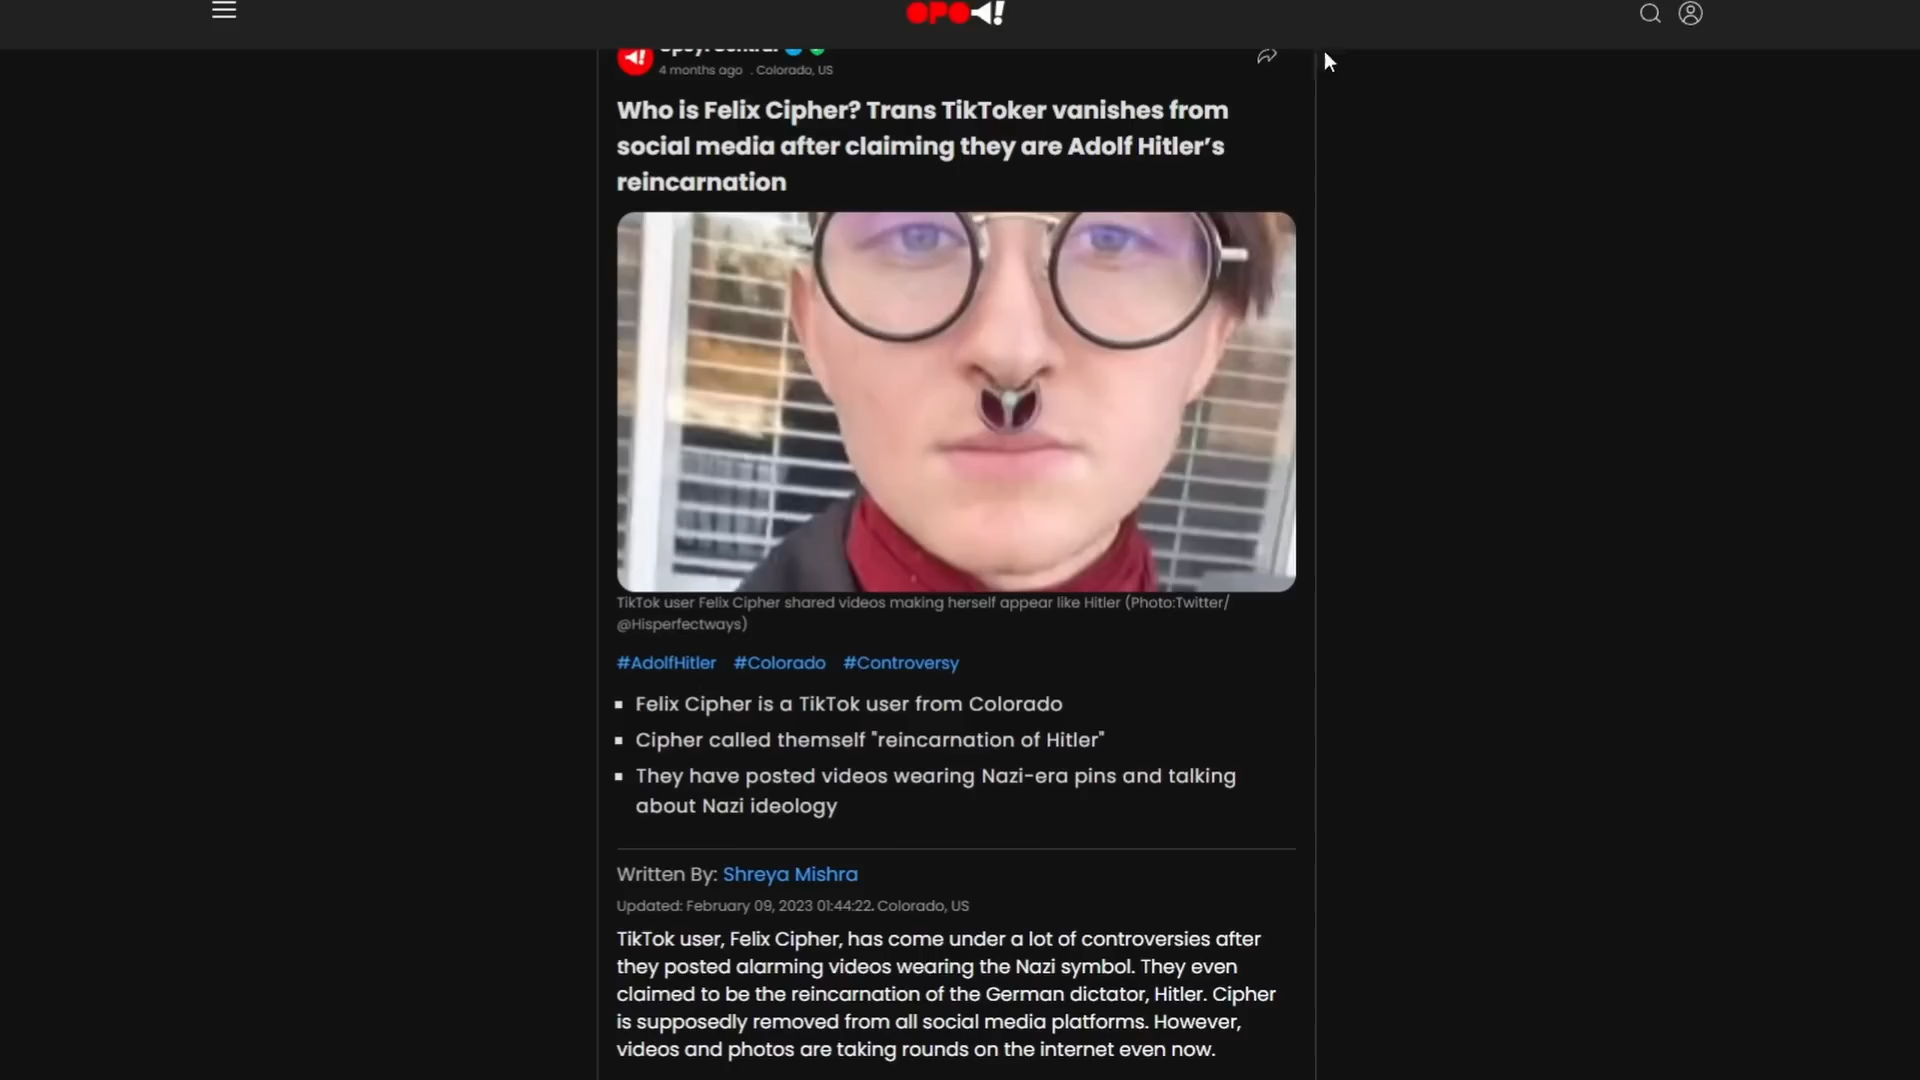 OPO
4 months ago . Colorado, US
Who is Felix Cipher? Trans TikToker vanishes from
social media after claiming they are Adolf Hitler’s
reincarnation
TikTok user Felix Cipher shared videos making herself appear like Hitler (Photo:Twitter/
@Hisperfectways)
#AdolfHitler #Colorado #Controversy
▪ Felix Cipher is a TikTok user from Colorado
▪ Cipher called themself "reincarnation of Hitler"
▪ They have posted videos wearing Nazi-era pins and talking
about Nazi ideology
Written By: Shreya Mishra
Updated: February 09, 2023 01:44:22. Colorado, US
TikTok user, Felix Cipher, has come under a lot of controversies after
they posted alarming videos wearing the Nazi symbol. They even
claimed to be the reincarnation of the German dictator, Hitler. Cipher
is supposedly removed from all social media platforms. However,
videos and photos are taking rounds on the internet even now.